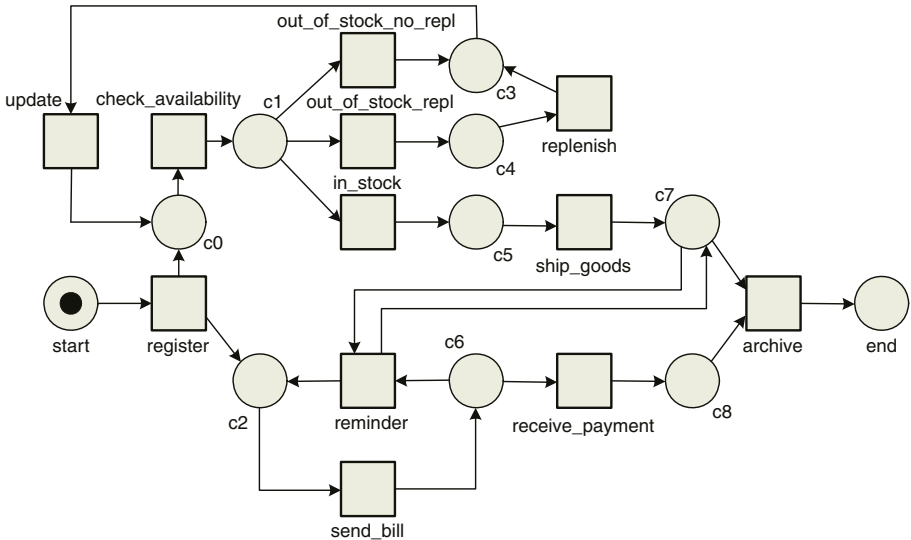 out_of_stock_no_repl
update
check_availability
c1
out_of_stock_repl
c3
replenish
c4
in_stock
c7
c0
c5
ship_goods
start
register
c6
archive
end
c2
reminder
receive_payment
c8
send_bill